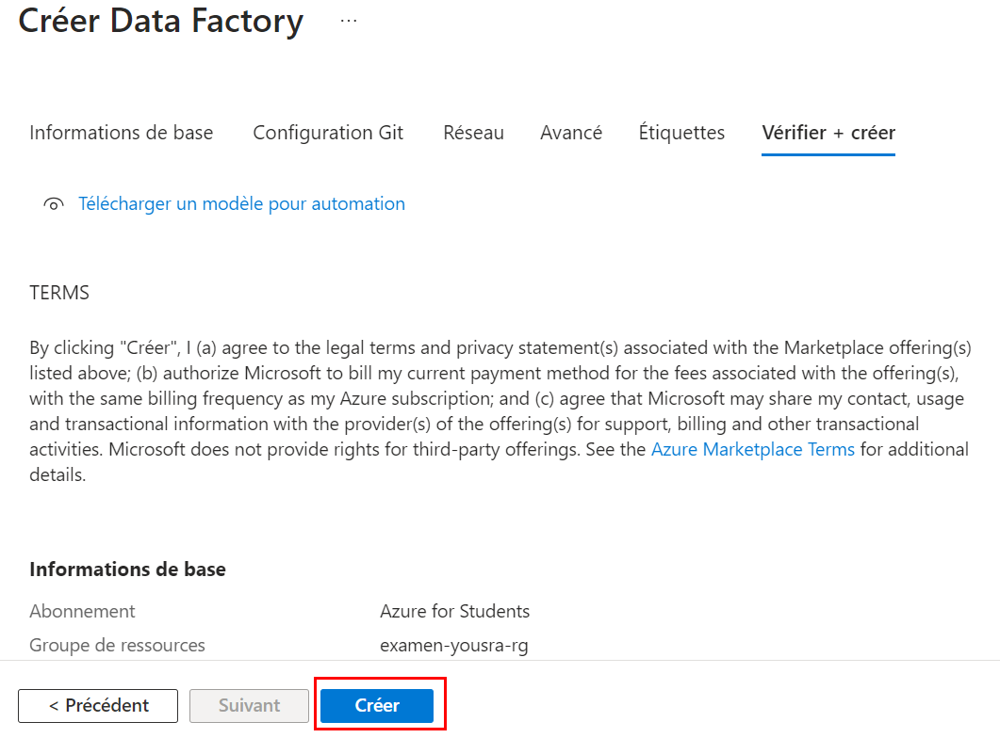 Créer Data Factory ...
Informations de base Configuration Git Réseau Avancé Étiquettes Vérifier + créer
Télécharger un modèle pour automation
TERMS
By clicking "Créer", I (a) agree to the legal terms and privacy statement(s) associated with the Marketplace offering(s)
listed above; (b) authorize Microsoft to bill my current payment method for the fees associated with the offering(s),
with the same billing frequency as my Azure subscription; and (c) agree that Microsoft may share my contact, usage
and transactional information with the provider(s) of the offering(s) for support, billing and other transactional
activities. Microsoft does not provide rights for third-party offerings. See the Azure Marketplace Terms for additional
details.
Informations de base
Abonnement Azure for Students
Groupe de ressources examen-yousra-rg
< Précédent Suivant Créer